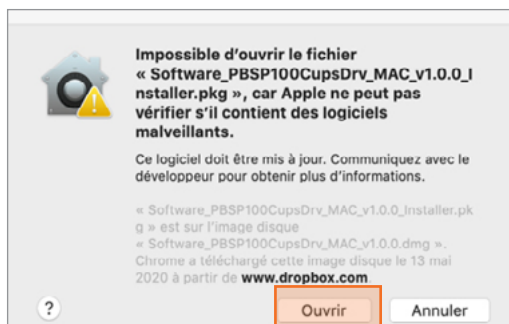 Impossible d'ouvrir le fichier
« Software_PBSP100CupsDrv_MAC_v1.0.0_I
nstaller.pkg », car Apple ne peut pas
vérifier s'il contient des logiciels
malveillants.
Ce logiciel doit être mis à jour. Communiquez avec le
développeur pour obtenir plus d'informations.
« Software_PBSP100CupsDrv_MAC_v1.0.0_Installer.pk
g » est sur l'image disque
« Software_PBSP100CupsDrv_MAC_v1.0.0.dmg ».
Chrome a téléchargé cette image disque le 13 mai
2020 à partir de www.dropbox.com.
?
Ouvrir
Annuler